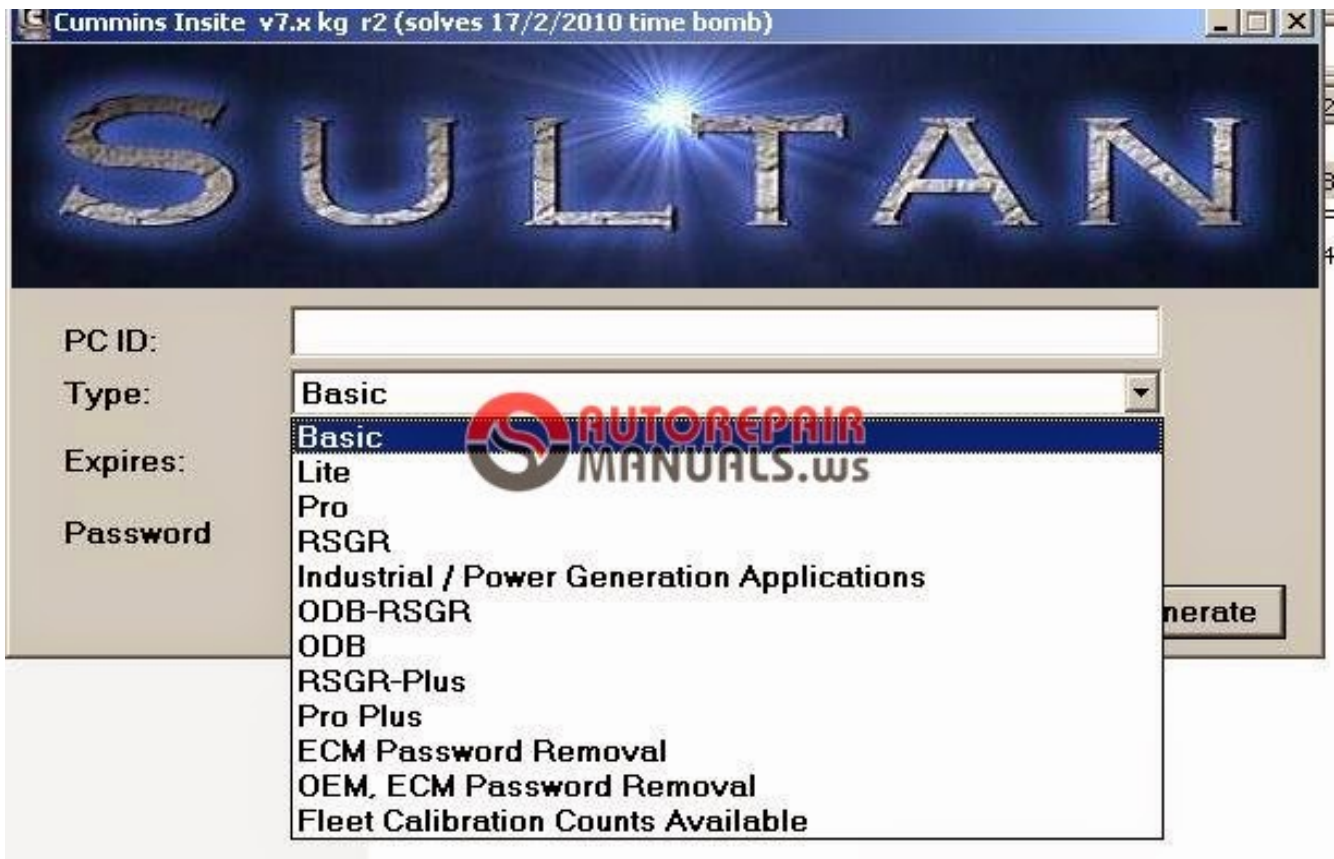 Cummins Insite v7.x kg r2 (solves 17/2/2010 time bomb)
SULTAN
PC ID:
Type:
Basic
Expires:
Password
Basic
Lite
Pro
RSGR
Industrial / Power Generation Applications
ODB-RSGR
ODB
RSGR-Plus
Pro Plus
ECM Password Removal
OEM, ECM Password Removal
Fleet Calibration Counts Available
nerate
AUTOREPAIR
MANUALS.ws